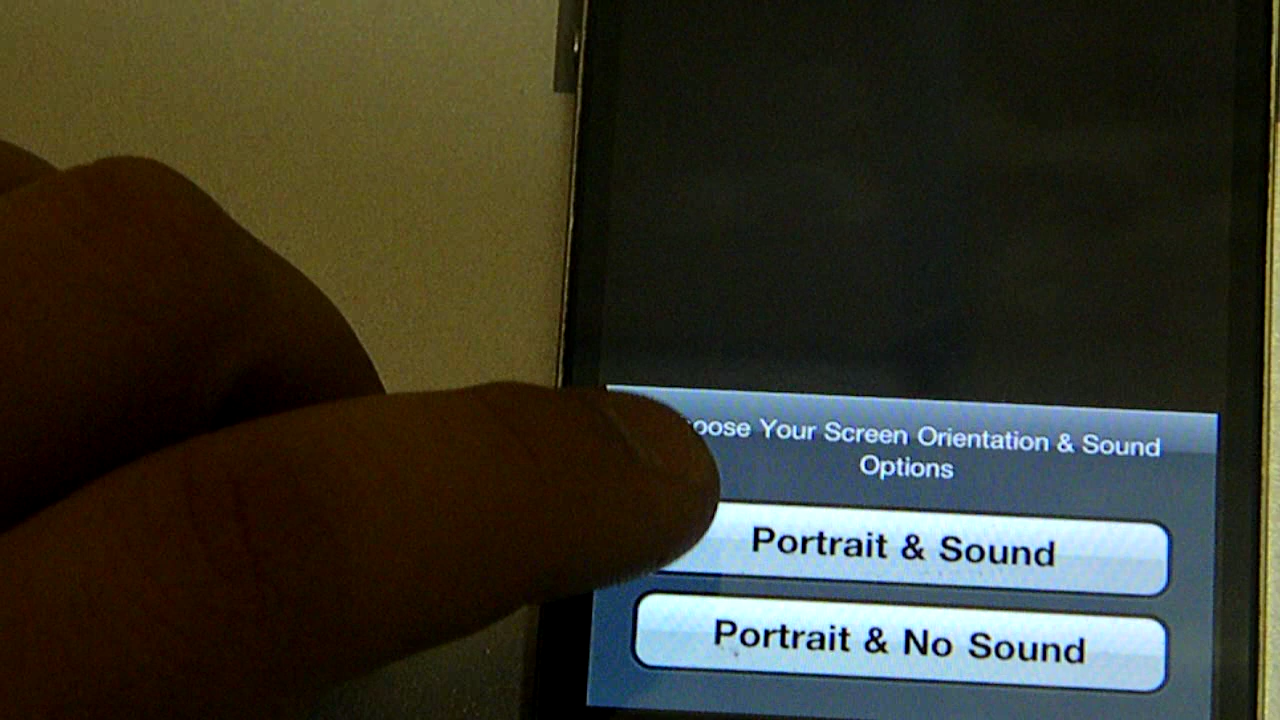 oose Your Screen Orientation & Sound
Options
Portrait & Sound
Portrait & No Sound